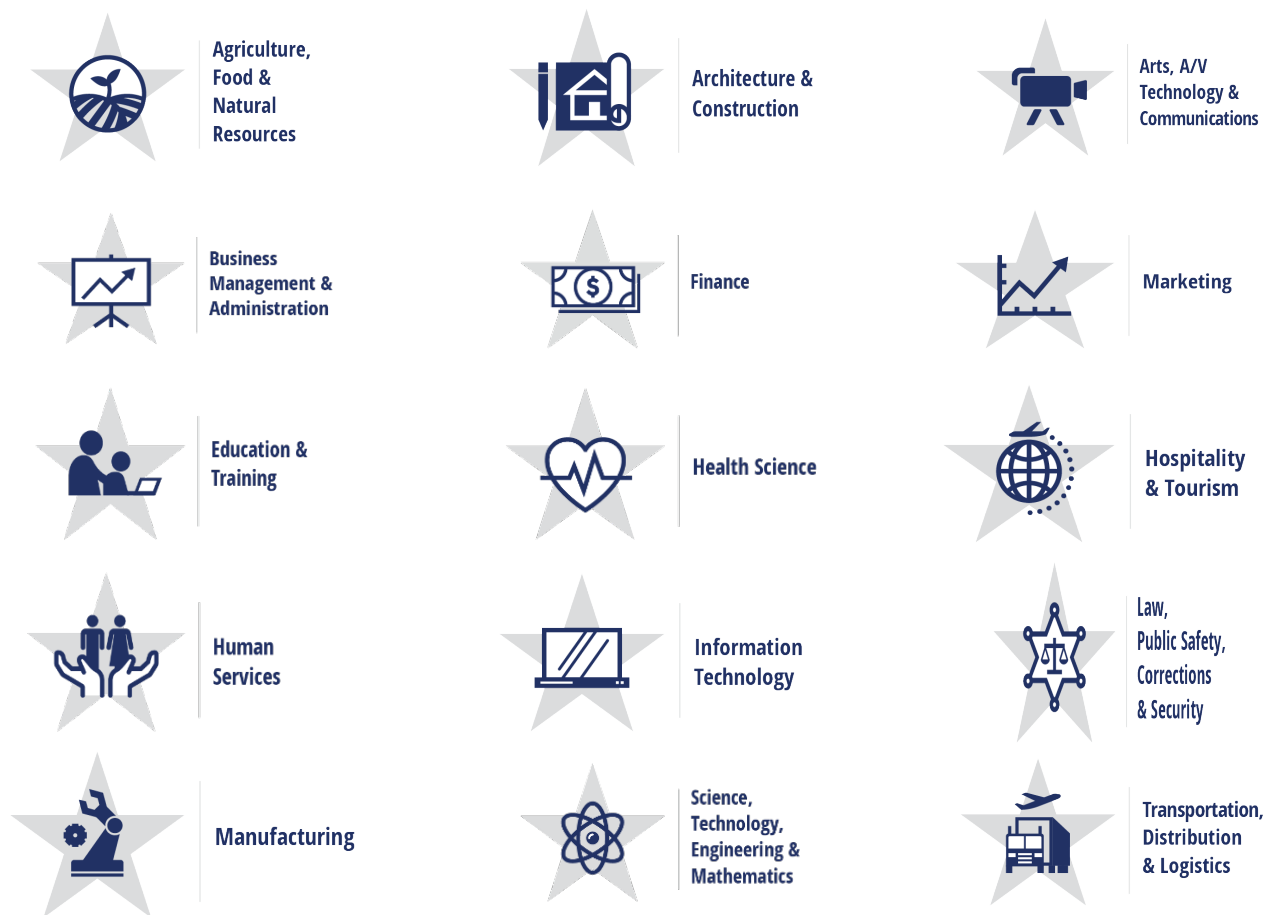 Agriculture,
Food &
Natural
Resources
Architecture &
Construction
Arts, A/V
Technology &
Communications
Business
Management &
Administration
Finance
Marketing
Education &
Training
Health Science
Hospitality
& Tourism
Human
Services
Information
Technology
Law,
Public Safety,
Corrections
& Security
Manufacturing
Science,
Technology,
Engineering &
Mathematics
Transportation,
Distribution
& Logistics